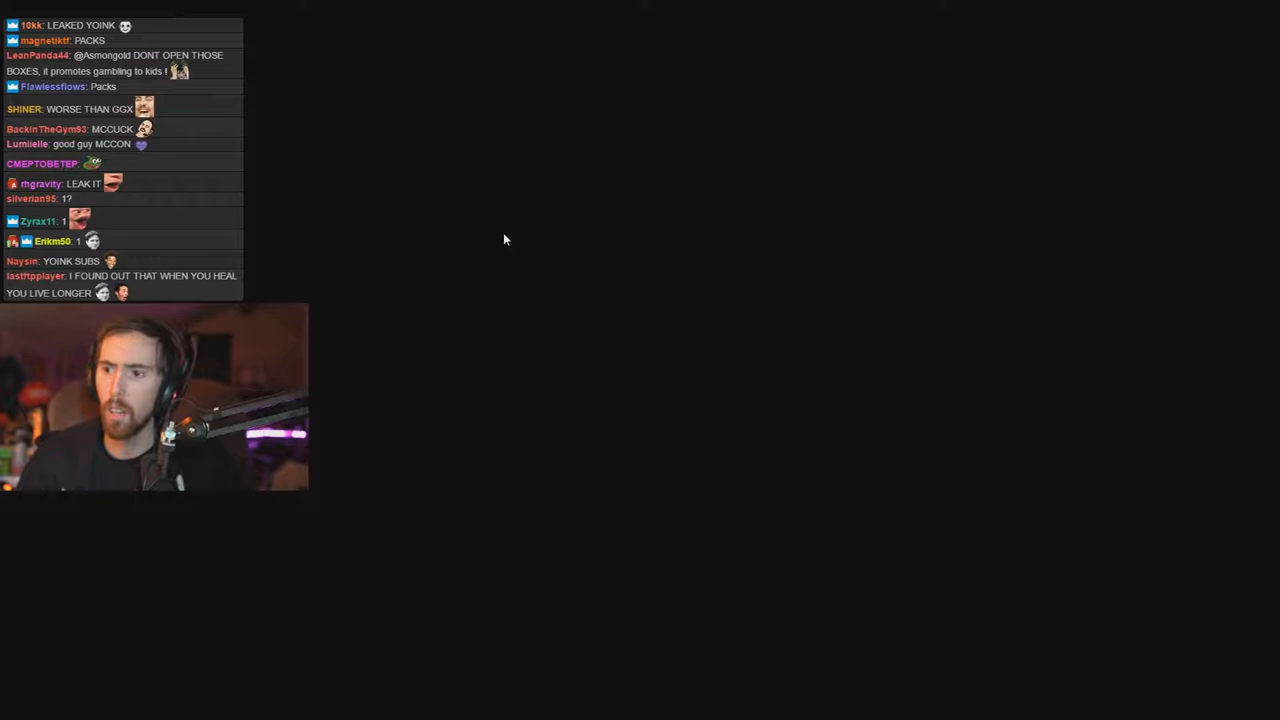 10kk: LEAKED YOINK
magnetiktf: PACKS
LeanPanda44: @Asmongold DONT OPEN THOSE
BOXES, it promotes gambling to kids !
Flawlessflows: Packs
SHINER: WORSE THAN GGX
BackInTheGym93: MCCUCK
Lumiielle: good guy MCCON
CMEPTOBETEP:
rhgravity: LEAK IT
silverian95: 1?
Zyrax11: 1
Erikm50: 1
Naysin: YOINK SUBS
lastftpplayer: I FOUND OUT THAT WHEN YOU HEAL
YOU LIVE LONGER